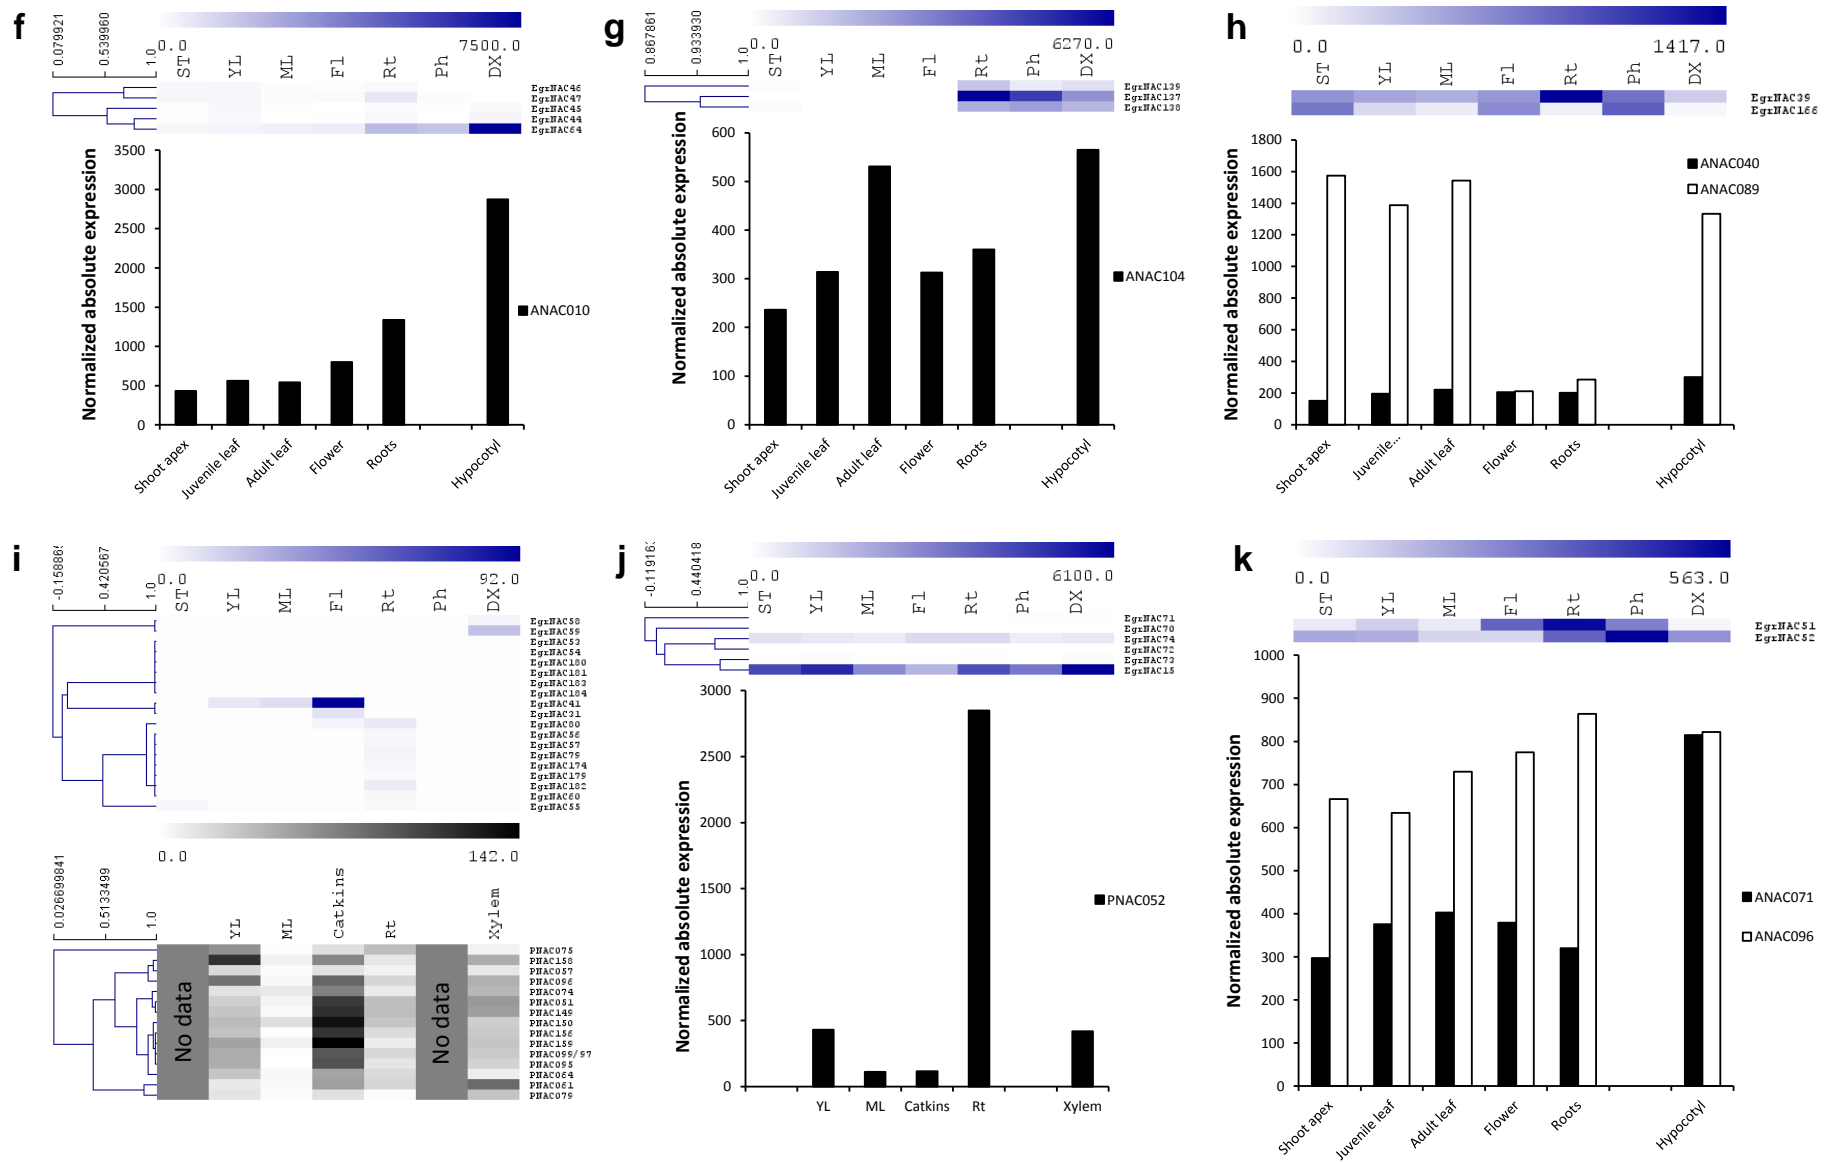 f
0.079921
0.539960
1.0
0.0
7500.0
ST YL ML Fl Rt Ph DX
EgrNAC46
EgrNAC47
EgrNAC45
EgrNAC44
EgrNAC64
Normalized absolute expression
3500
3000
2500
2000
1500
1000
500
0
ANAC010
Shoot apex
Juvenile leaf
Adult leaf
Flower
Roots
Hypocotyl
g
0.867861
0.933930
1.0
0.0
6270.0
ST YL ML Fl Rt Ph DX
EgrNAC139
EgrNAC137
EgrNAC138
Normalized absolute expression
600
500
400
300
200
100
0
ANAC104
Shoot apex
Juvenile leaf
Adult leaf
Flower
Roots
Hypocotyl
h
0.0
1417.0
ST YL ML Fl Rt Ph DX
EgrNAC39
EgrNAC166
Normalized absolute expression
1800
1600
1400
1200
1000
800
600
400
200
0
ANAC040
ANAC089
Shoot apex
Juvenile...
Adult leaf
Flower
Roots
Hypocotyl
i
0.420567
1.0
0.0
92.0
ST YL ML Fl Rt Ph DX
EgrNAC58
EgrNAC59
EgrNAC53
EgrNAC54
EgrNAC180
EgrNAC181
EgrNAC183
EgrNAC184
EgrNAC41
EgrNAC31
EgrNAC80
EgrNAC56
EgrNAC57
EgrNAC79
EgrNAC174
EgrNAC179
EgrNAC182
EgrNAC60
EgrNAC55
0.0
142.0
0.026699841
0.5133499
1.0
YL ML Catkins Rt Xylem
No data
No data
PNAC075
PNAC158
PNAC057
PNAC096
PNAC074
PNAC051
PNAC149
PNAC150
PNAC156
PNAC159
PNAC099/97
PNAC095
PNAC064
PNAC061
PNAC079
j
0.440418
1.0
0.0
6100.0
ST YL ML Fl Rt Ph DX
EgrNAC71
EgrNAC70
EgrNAC74
EgrNAC72
EgrNAC73
EgrNAC15
Normalized absolute expression
3000
2500
2000
1500
1000
500
0
PNAC052
YL ML Catkins Rt Xylem
k
0.0
563.0
ST YL ML Fl Rt Ph DX
EgrNAC51
EgrNAC52
Normalized absolute expression
1000
900
800
700
600
500
400
300
200
100
0
ANAC071
ANAC096
Shoot apex
Juvenile leaf
Adult leaf
Flower
Roots
Hypocotyl